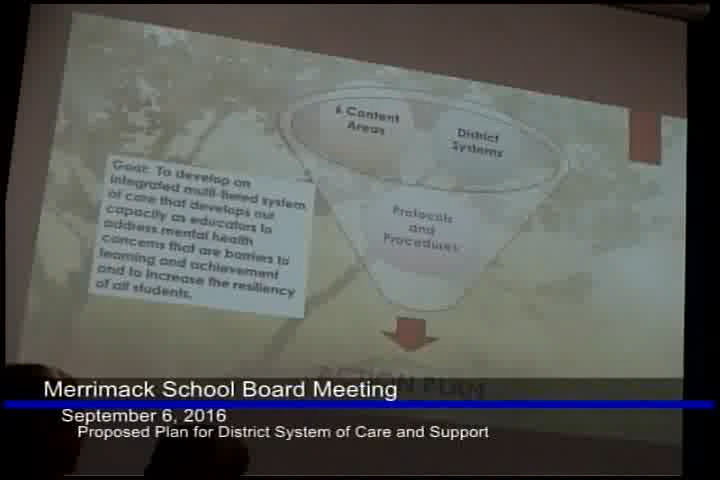 6 Content
Areas
District
Systems
Protocols
and
Procedures
Goal: To develop an
integrated multi-tiered system
of care that develops our
capacity as educators to
address mental health
concerns that are barriers to
learning and achievement
and to increase the resiliency
of all students.
ACTION PLAN
Merrimack School Board Meeting
September 6, 2016
Proposed Plan for District System of Care and Support